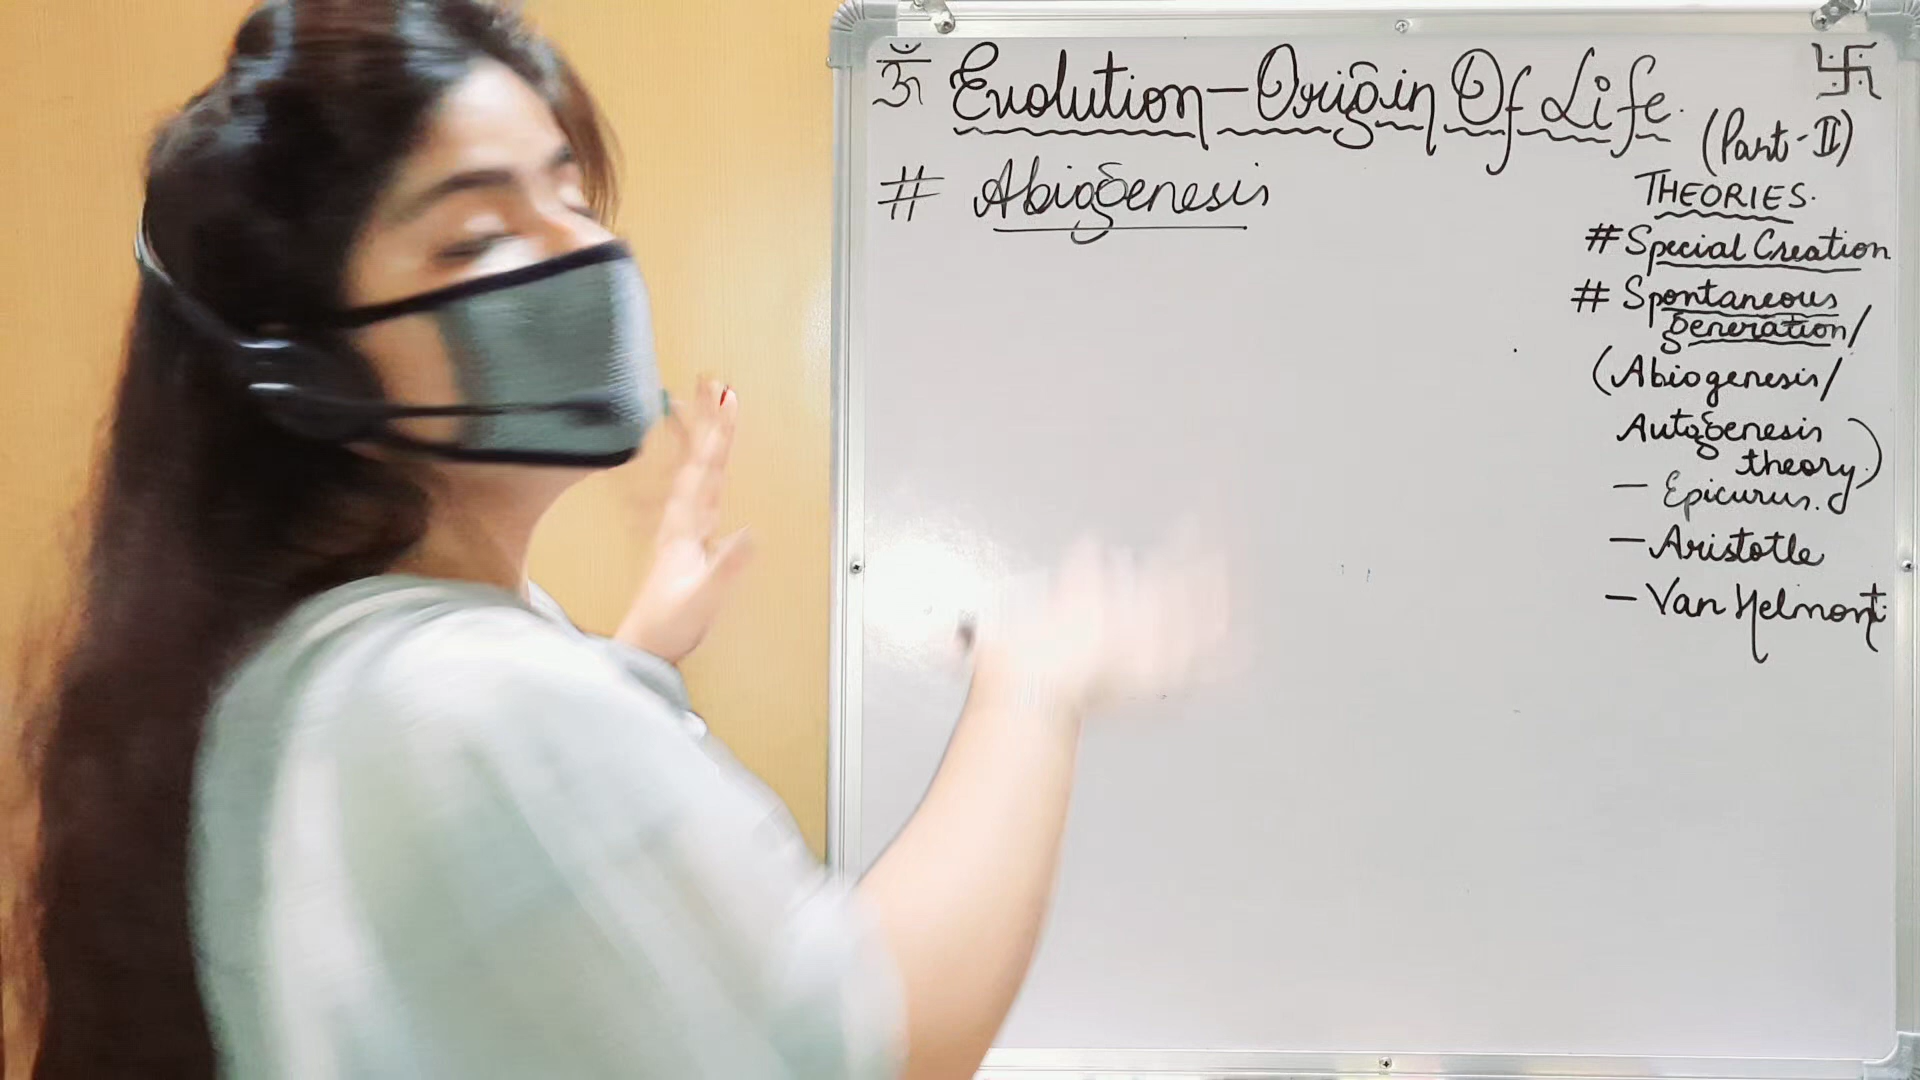 ॐ Evolution - Origin Of Life. 卐
(Part-II)
# Abiogenesis
THEORIES.
# Special Creation
# Spontaneous
generation/
(Abiogenesis/
Autogenesis
theory.)
- Epicurus.
- Aristotle
- Van Helmont.